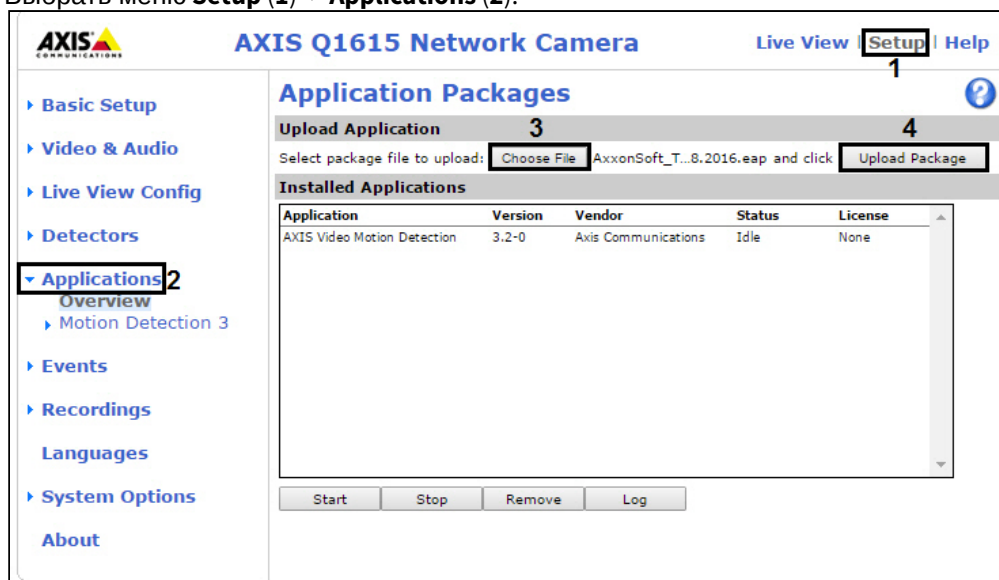 Выбрать меню Setup (1) → Applications (2).
AXIS
COMMUNICATIONS
AXIS Q1615 Network Camera
Live View | Setup | Help
1
Basic Setup
Video & Audio
Live View Config
Detectors
Applications 2
Overview
Motion Detection 3
Events
Recordings
Languages
System Options
About
Application Packages
?
Upload Application 3 4
Select package file to upload: Choose File AxxonSoft_T...8.2016.eap and click Upload Package
Installed Applications
Application Version Vendor Status License
AXIS Video Motion Detection 3.2-0 Axis Communications Idle None
Start Stop Remove Log